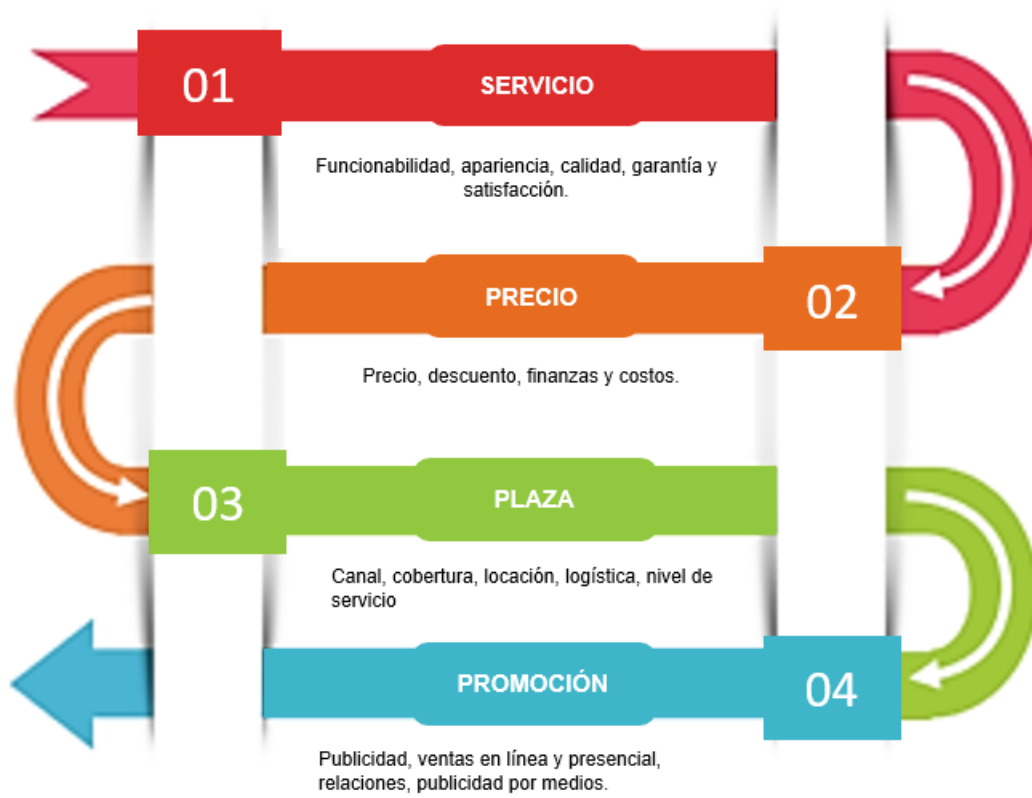 01
SERVICIO
Funcionabilidad, apariencia, calidad, garantía y
satisfacción.
PRECIO
02
Precio, descuento, finanzas y costos.
03
PLAZA
Canal, cobertura, locación, logística, nivel de
servicio
PROMOCIÓN
04
Publicidad, ventas en línea y presencial,
relaciones, publicidad por medios.